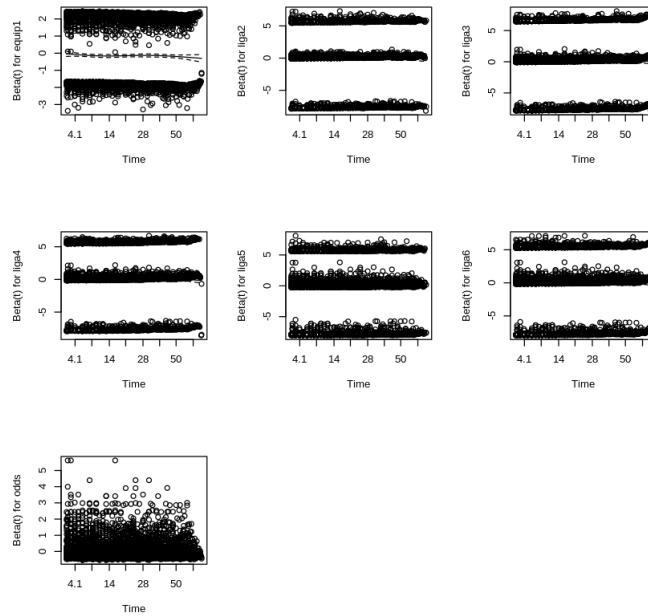 Beta(t) for equip1
-3 -1 0 1 2
4.1 14 28 50
Time
Beta(t) for liga2
-5 0 5
4.1 14 28 50
Time
Beta(t) for liga3
-5 0 5
4.1 14 28 50
Time
Beta(t) for liga4
-5 0 5
4.1 14 28 50
Time
Beta(t) for liga5
-5 0 5
4.1 14 28 50
Time
Beta(t) for liga6
-5 0 5
4.1 14 28 50
Time
Beta(t) for odds
0 1 2 3 4 5
4.1 14 28 50
Time